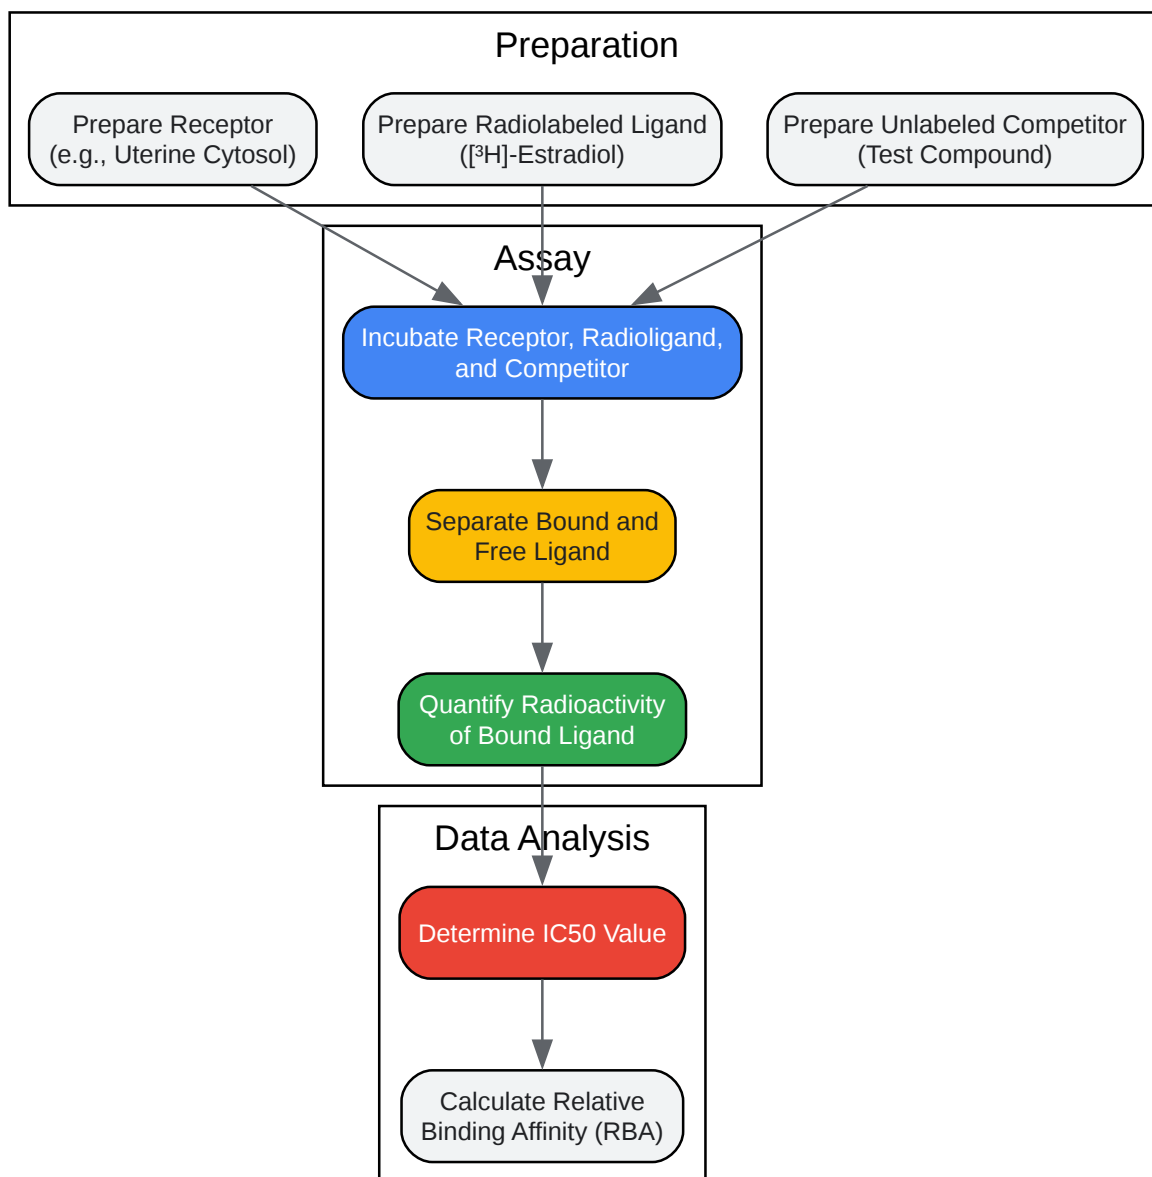 Preparation
Prepare Receptor
(e.g., Uterine Cytosol)
Prepare Radiolabeled Ligand
([³H]-Estradiol)
Prepare Unlabeled Competitor
(Test Compound)
Assay
Incubate Receptor, Radioligand,
and Competitor
Separate Bound and
Free Ligand
Quantify Radioactivity
of Bound Ligand
Data Analysis
Determine IC50 Value
Calculate Relative
Binding Affinity (RBA)